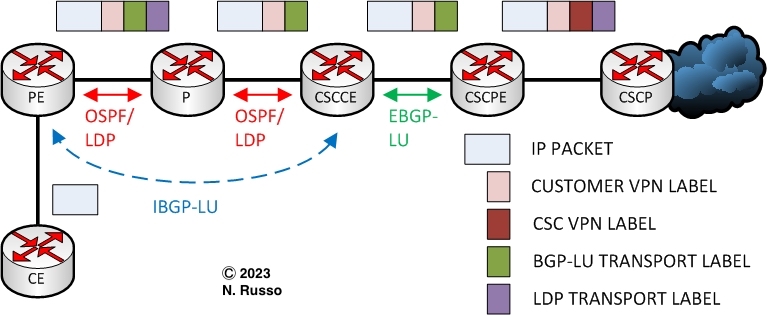 PE
P
CSCCE
CSCPE
CSCP
OSPF/
LDP
OSPF/
LDP
EBGP-
LU
IBGP-LU
CE
© 2023
N. Russo
IP PACKET
CUSTOMER VPN LABEL
CSC VPN LABEL
BGP-LU TRANSPORT LABEL
LDP TRANSPORT LABEL